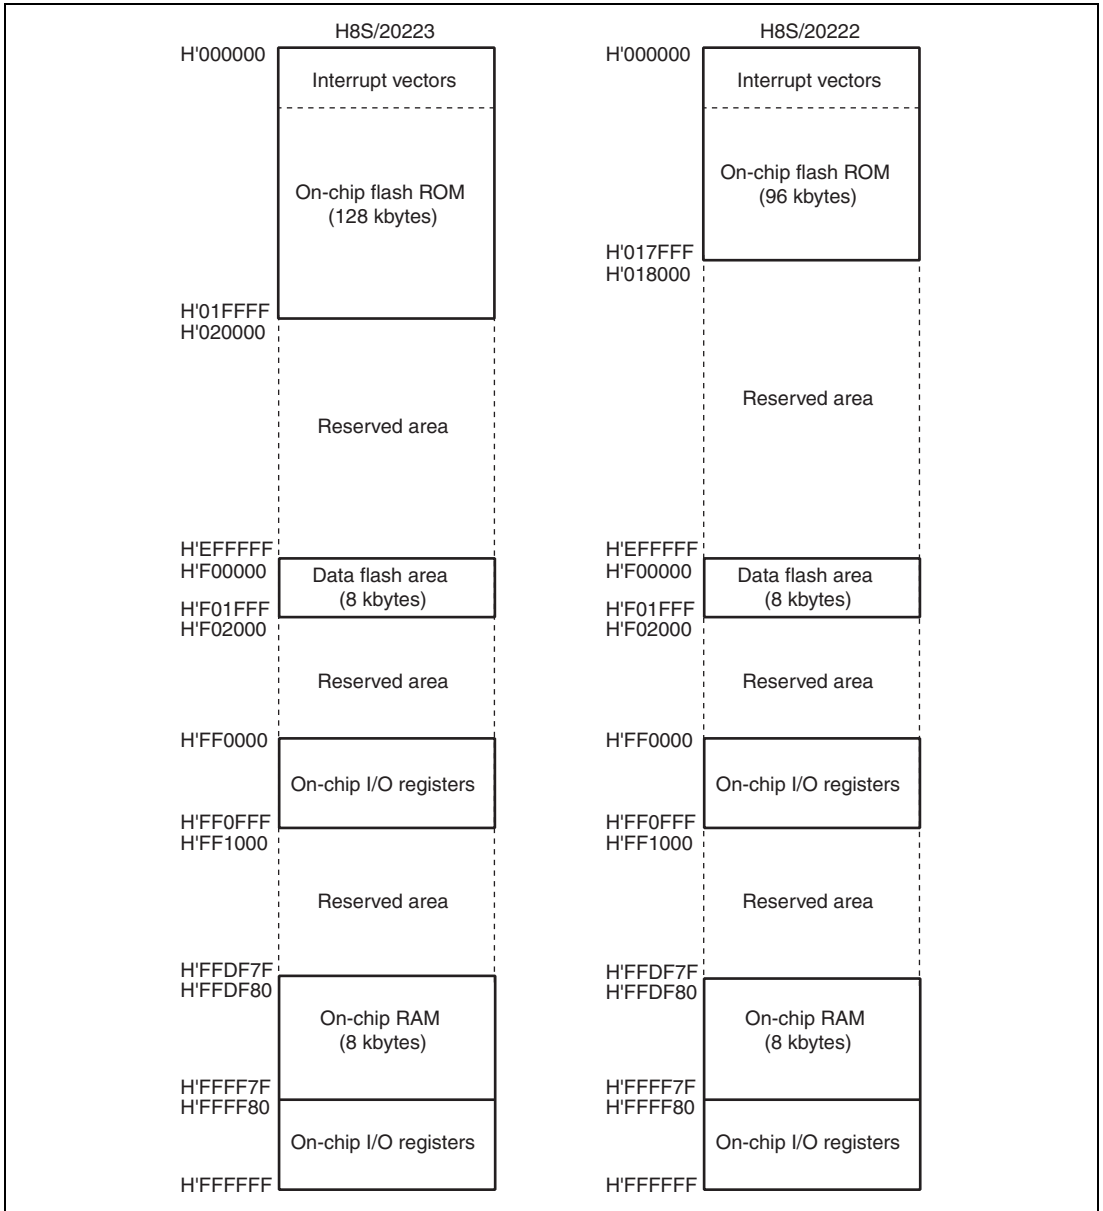 H8S/20223
H'000000
Interrupt vectors
On-chip flash ROM
(128 kbytes)
H'01FFFF
H'020000
Reserved area
H'EFFFFF
H'F00000
Data flash area
(8 kbytes)
H'F01FFF
H'F02000
Reserved area
H'FF0000
On-chip I/O registers
H'FF0FFF
H'FF1000
Reserved area
H'FFDF7F
H'FFDF80
On-chip RAM
(8 kbytes)
H'FFFF7F
H'FFFF80
On-chip I/O registers
H'FFFFFF
H8S/20222
H'000000
Interrupt vectors
On-chip flash ROM
(96 kbytes)
H'017FFF
H'018000
Reserved area
H'EFFFFF
H'F00000
Data flash area
(8 kbytes)
H'F01FFF
H'F02000
Reserved area
H'FF0000
On-chip I/O registers
H'FF0FFF
H'FF1000
Reserved area
H'FFDF7F
H'FFDF80
On-chip RAM
(8 kbytes)
H'FFFF7F
H'FFFF80
On-chip I/O registers
H'FFFFFF